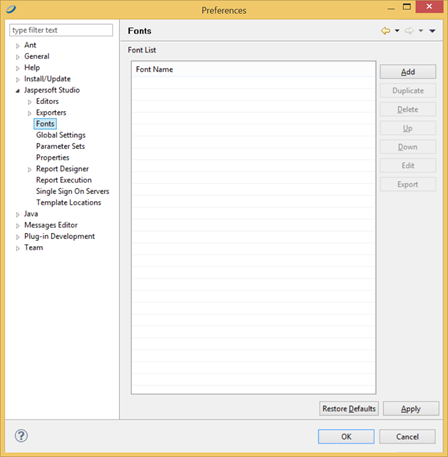 Preferences
type filter text
Ant
General
Help
Install/Update
Jaspersoft Studio
Editors
Exporters
Fonts
Global Settings
Parameter Sets
Properties
Report Designer
Report Execution
Single Sign On Servers
Template Locations
Java
Messages Editor
Plug-in Development
Team
Fonts
Font List
Font Name
Add
Duplicate
Delete
Up
Down
Edit
Export
Restore Defaults
Apply
?
OK
Cancel